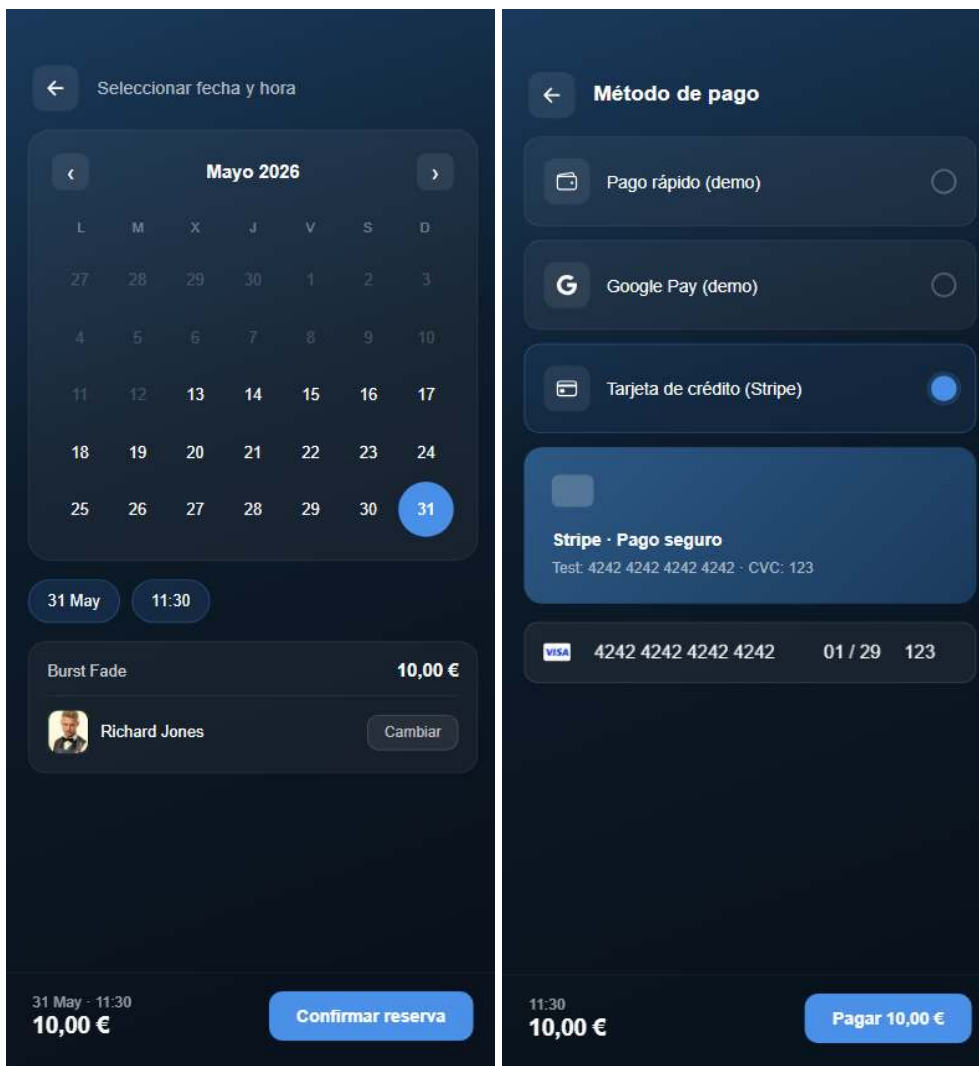 Seleccionar fecha y hora
‹ Mayo 2026 ›
L M X J V S D
27 28 29 30 1 2 3
4 5 6 7 8 9 10
11 12 13 14 15 16 17
18 19 20 21 22 23 24
25 26 27 28 29 30 31
31 May 11:30
Burst Fade 10,00 €
Richard Jones Cambiar
31 May · 11:30
10,00 €
Confirmar reserva
Método de pago
Pago rápido (demo)
G Google Pay (demo)
Tarjeta de crédito (Stripe)
Stripe · Pago seguro
Test: 4242 4242 4242 4242 · CVC: 123
VISA 4242 4242 4242 4242 01 / 29 123
11:30
10,00 €
Pagar 10,00 €